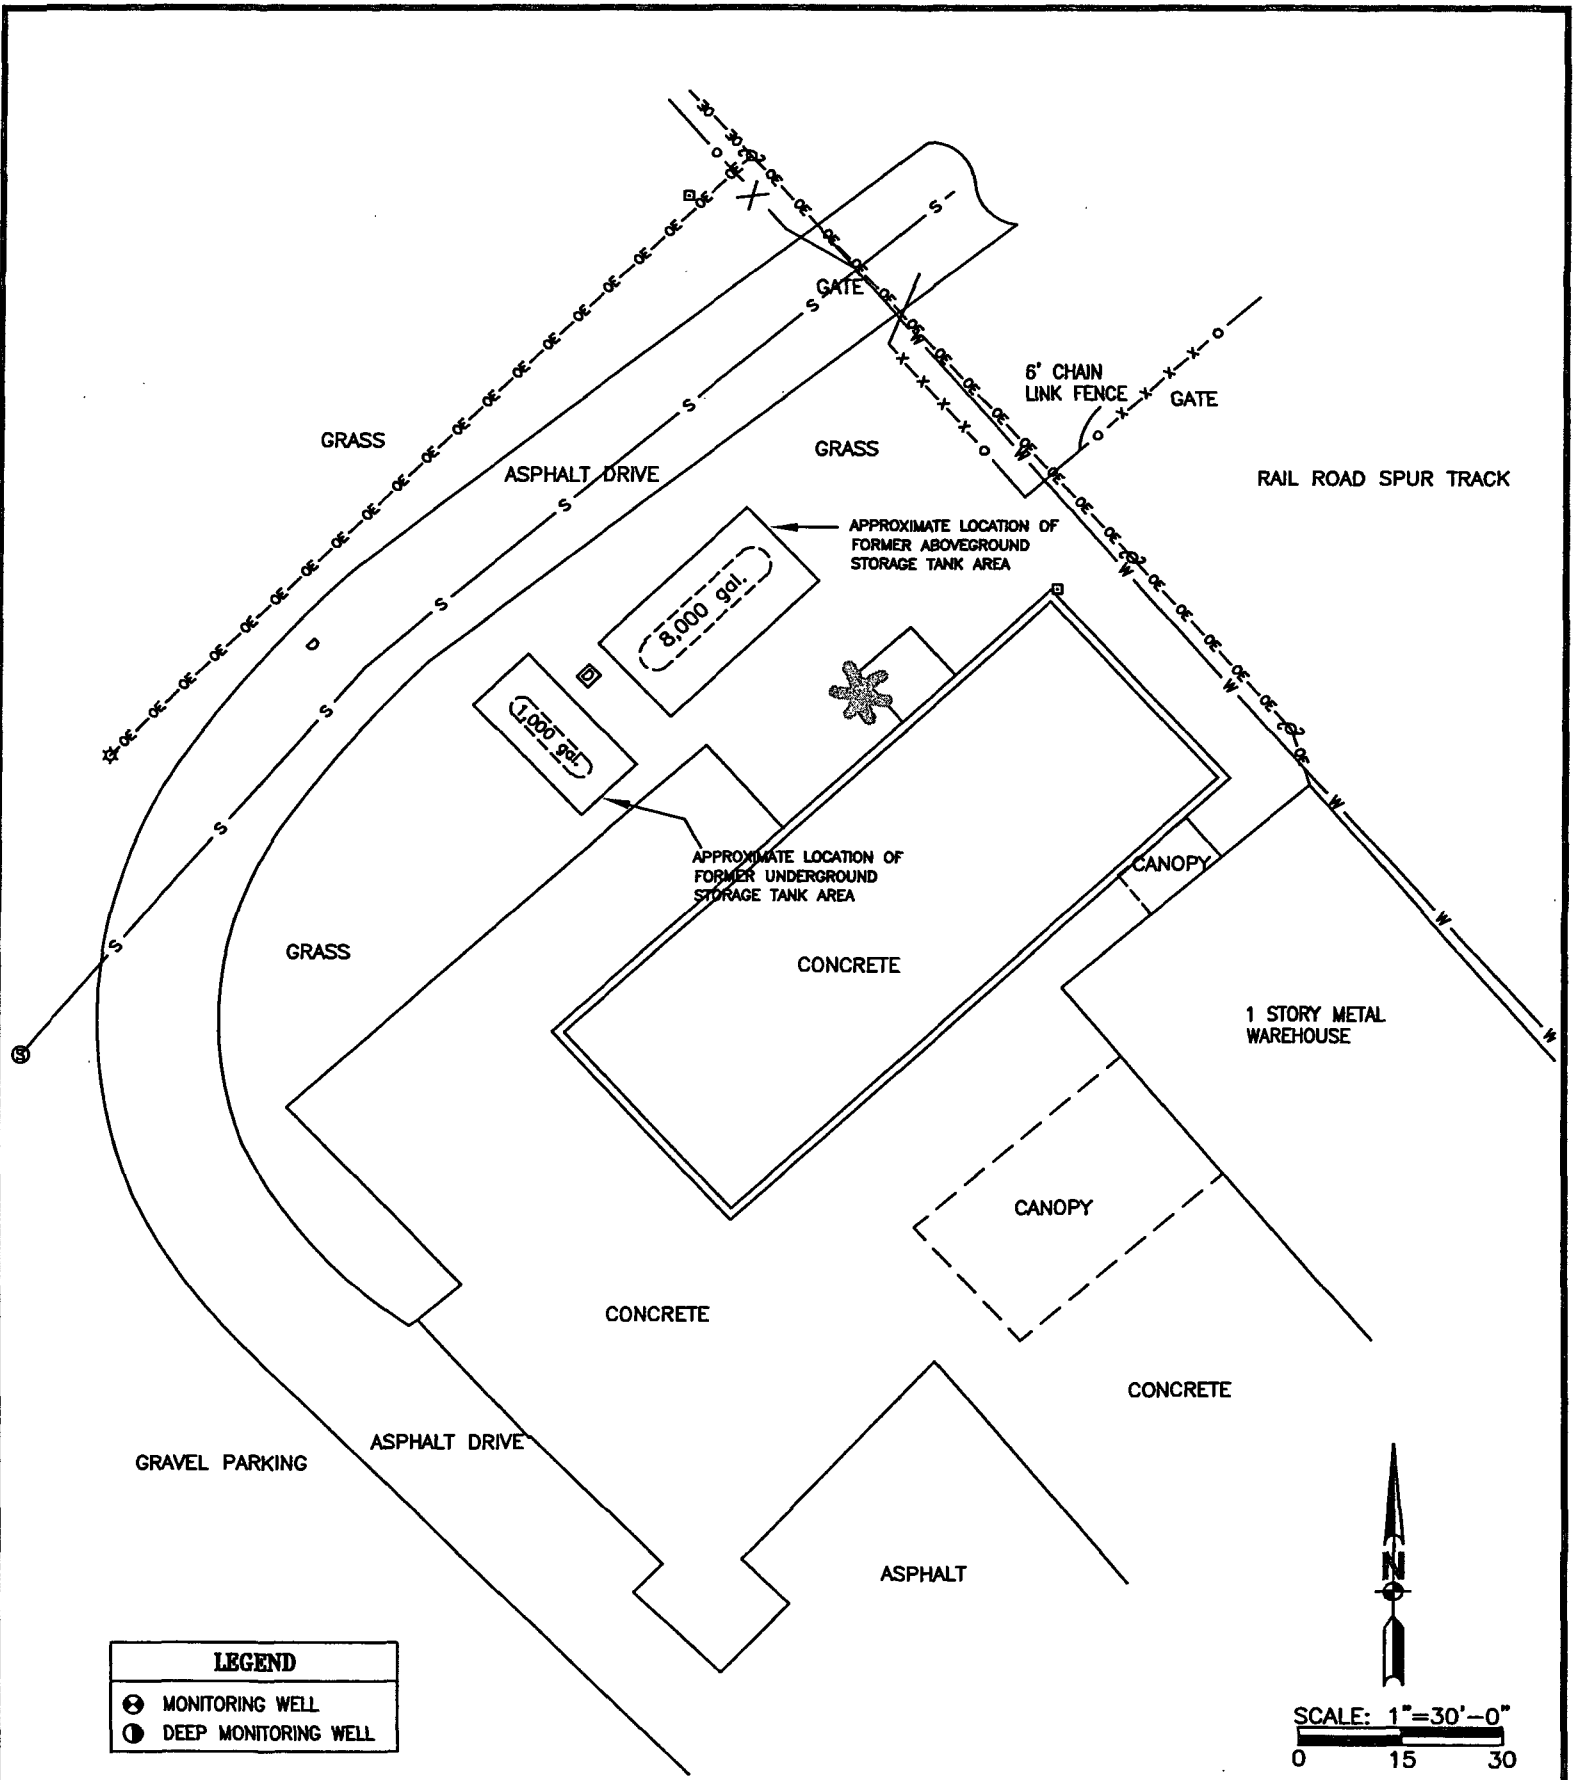 GATE
6' CHAIN
LINK FENCE
GATE
GRASS
ASPHALT DRIVE
GRASS
RAIL ROAD SPUR TRACK
APPROXIMATE LOCATION OF
FORMER ABOVEGROUND
STORAGE TANK AREA
8,000 gal.
1,000 gal.
APPROXIMATE LOCATION OF
FORMER UNDERGROUND
STORAGE TANK AREA
CANOPY
GRASS
CONCRETE
1 STORY METAL
WAREHOUSE
CANOPY
CONCRETE
CONCRETE
ASPHALT DRIVE
GRAVEL PARKING
ASPHALT
N
LEGEND
MONITORING WELL
DEEP MONITORING WELL
SCALE: 1"=30'-0"
0 15 30